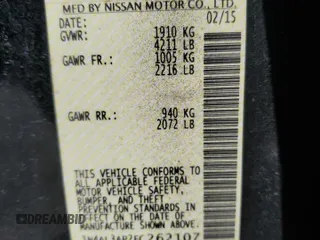 MFD BY NISSAN MOTOR CO., LTD.
DATE: 02/15
GVWR: 1910 KG
4211 LB
GAWR FR: 1005 KG
2216 LB
GAWR RR: 940 KG
2072 LB
THIS VEHICLE CONFORMS TO ALL
APPLICABLE FEDERAL MOTOR
VEHICLE SAFETY, BUMPER, AND
THEFT PREVENTION STANDARDS
IN EFFECT ON THE DATE OF
MANUFACTURE SHOWN ABOVE.
DREAMBID